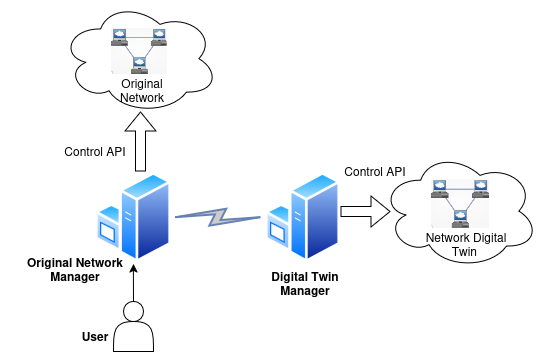 Original
Network
Control API
Control API
Network Digital
Twin
Original Network
Manager
Digital Twin
Manager
User